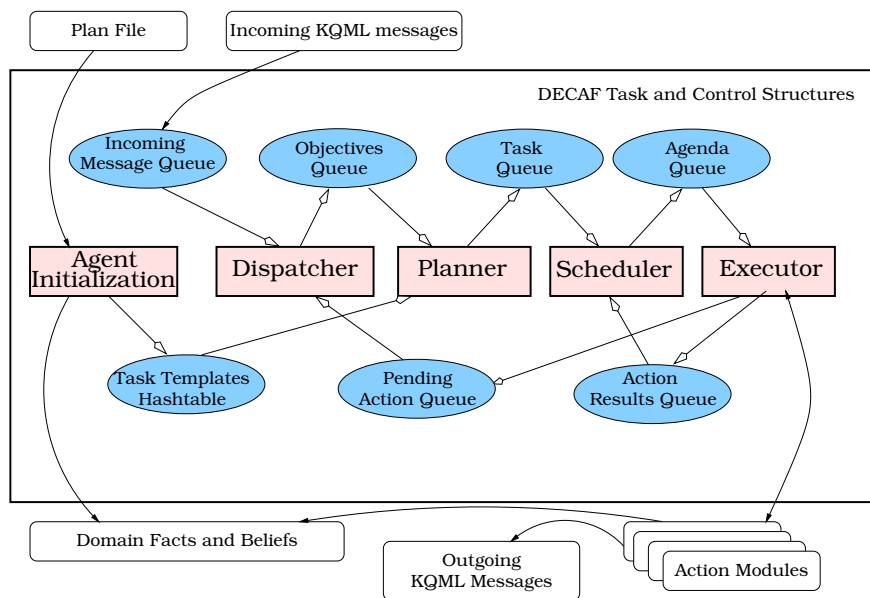 Plan File
Incoming KQML messages
DECAF Task and Control Structures
Incoming
Message Queue
Objectives
Queue
Task
Queue
Agenda
Queue
Agent
Initialization
Dispatcher
Planner
Scheduler
Executor
Task Templates
Hashtable
Pending
Action Queue
Action
Results Queue
Domain Facts and Beliefs
Outgoing
KQML Messages
Action Modules